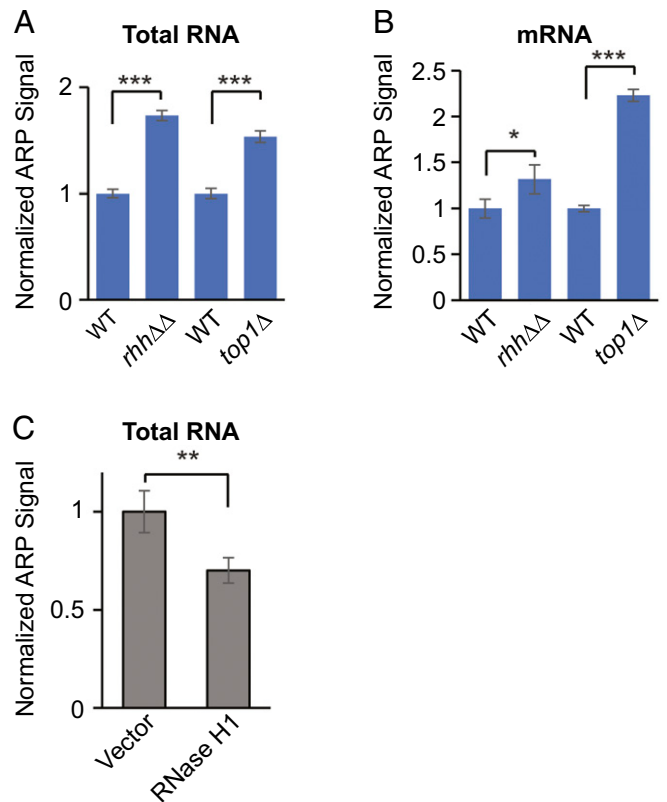 A
Total RNA
Normalized ARP Signal
2
1
0
***
***
WT
rhhΔΔ
WT
top1Δ
B
mRNA
Normalized ARP Signal
2.5
2
1.5
1
0.5
0
*
***
WT
rhhΔΔ
WT
top1Δ
C
Total RNA
Normalized ARP Signal
1
0.5
0
**
Vector
RNase H1